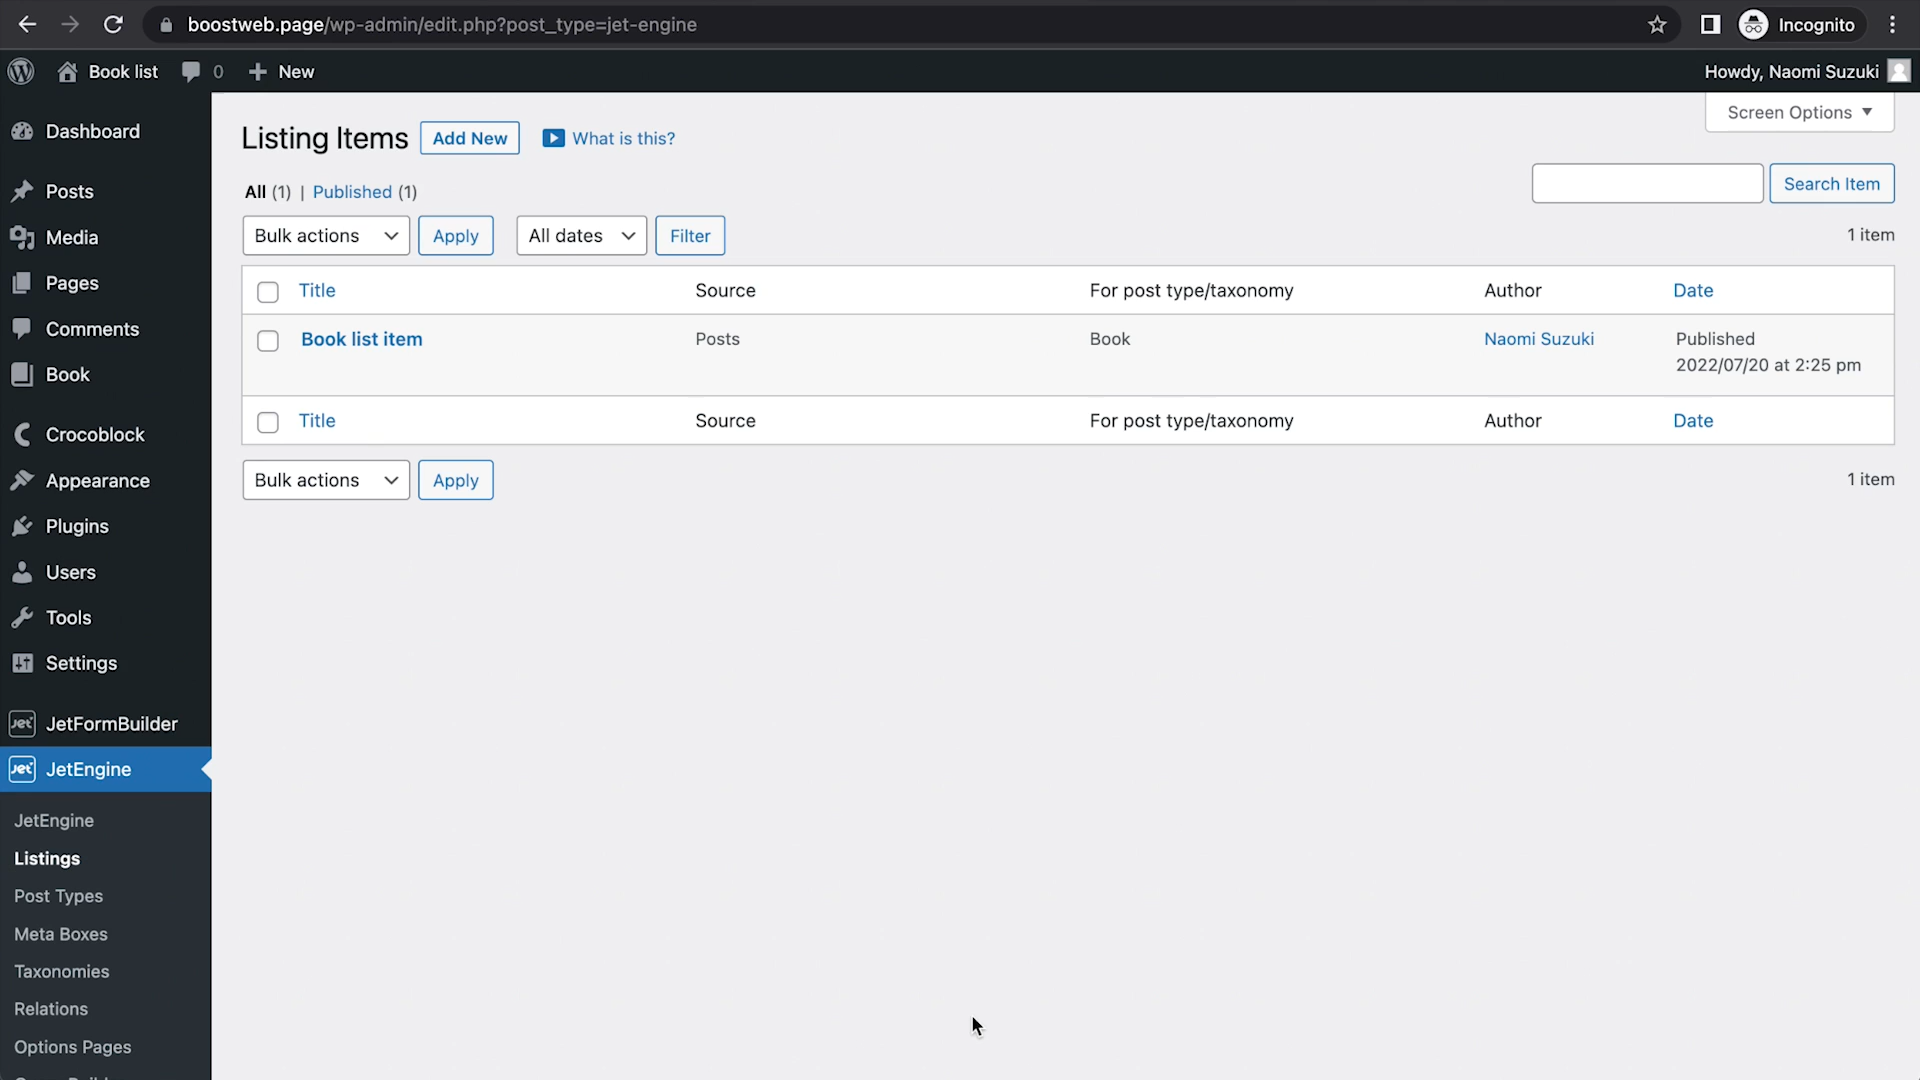 boostweb.page/wp-admin/edit.php?post_type=jet-engine
Incognito
Book list
0
New
Howdy, Naomi Suzuki
Screen Options
Dashboard
Posts
Media
Pages
Comments
Book
Crocoblock
Appearance
Plugins
Users
Tools
Settings
Jet JetFormBuilder
Jet JetEngine
JetEngine
Listings
Post Types
Meta Boxes
Taxonomies
Relations
Options Pages
Listing Items
Add New
What is this?
All (1) | Published (1)
Search Item
Bulk actions
Apply
All dates
Filter
1 item
Title Source For post type/taxonomy Author Date
Book list item Posts Book Naomi Suzuki Published
2022/07/20 at 2:25 pm
Title Source For post type/taxonomy Author Date
Bulk actions
Apply
1 item